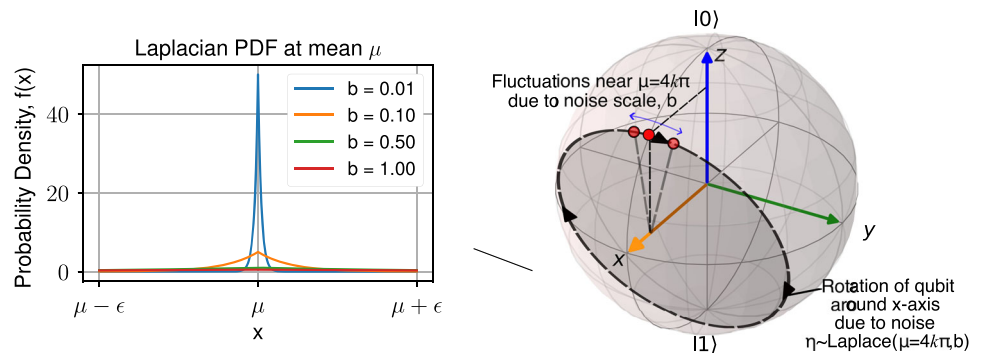 Laplacian PDF at mean μ
Probability Density, f(x)
40
20
0
b = 0.01
b = 0.10
b = 0.50
b = 1.00
μ − ϵ
μ
μ + ϵ
x
|0⟩
z
Fluctuations near μ=4kπ
due to noise scale, b
y
x
Rotation of qubit
around x-axis
due to noise
η~Laplace(μ=4kπ,b)
|1⟩